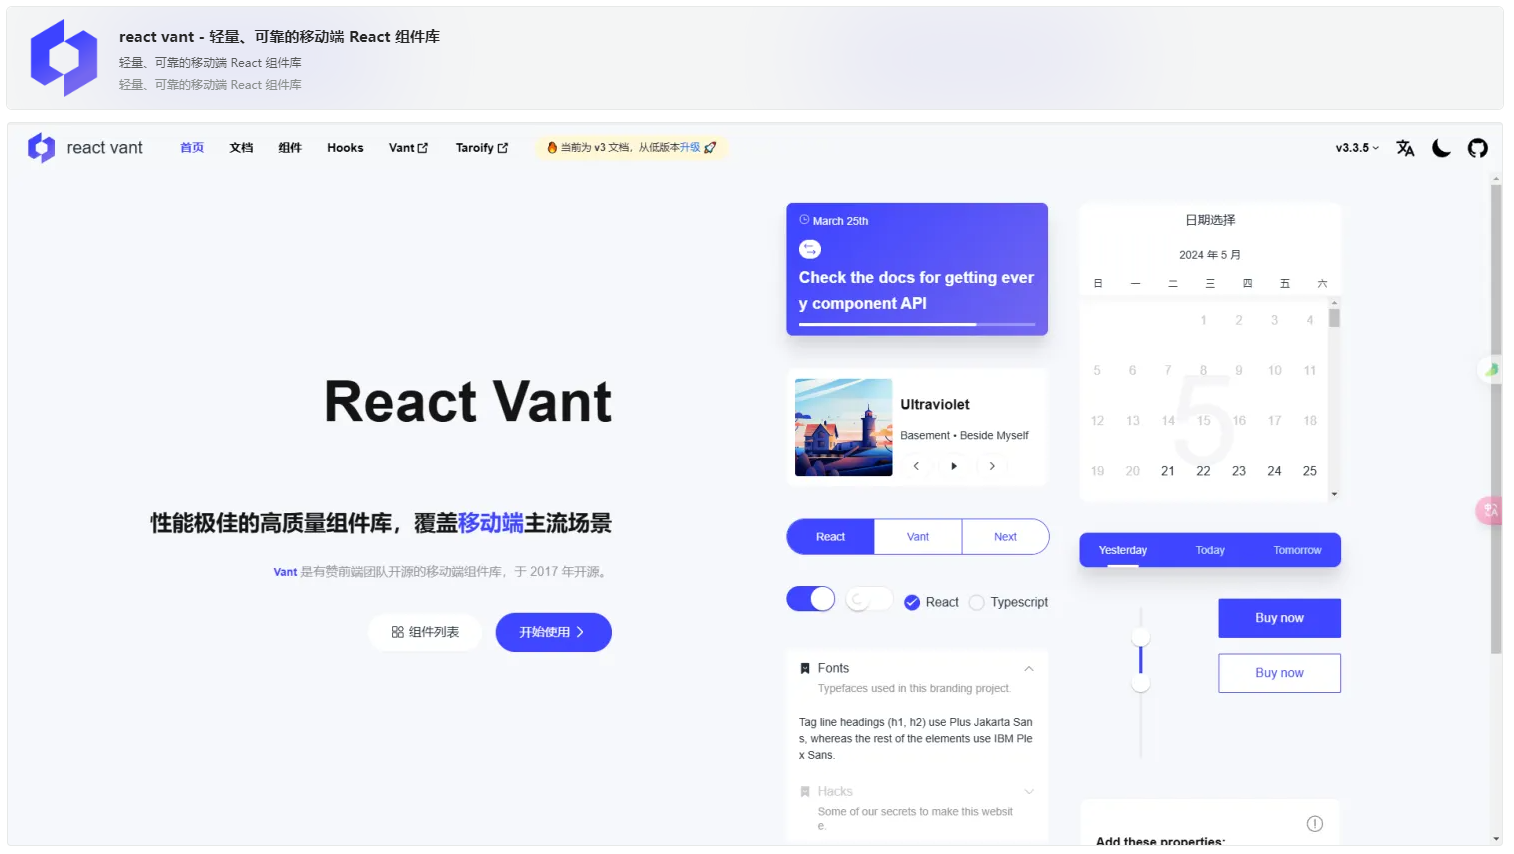 react vant - 轻量、可靠的移动端 React 组件库
轻量、可靠的移动端 React 组件库
轻量、可靠的移动端 React 组件库
react vant 首页 文档 组件 Hooks Vant Taroify 当前为 v3 文档，从低版本升级 v3.3.5
React Vant
性能极佳的高质量组件库，覆盖移动端主流场景
Vant 是有赞前端团队开源的移动端组件库，于 2017 年开源。
组件列表 开始使用
March 25th
Check the docs for getting ever
y component API
Ultraviolet
Basement • Beside Myself
React Vant Next
React Typescript
Fonts
Typefaces used in this branding project.
Tag line headings (h1, h2) use Plus Jakarta San
s, whereas the rest of the elements use IBM Ple
x Sans.
Hacks
Some of our secrets to make this websit
e.
日期选择
2024 年 5 月
日 一 二 三 四 五 六
1 2 3 4
5 6 7 8 9 10 11
5
12 13 14 15 16 17 18
19 20 21 22 23 24 25
Yesterday Today Tomorrow
Buy now
Buy now
Add these properties: